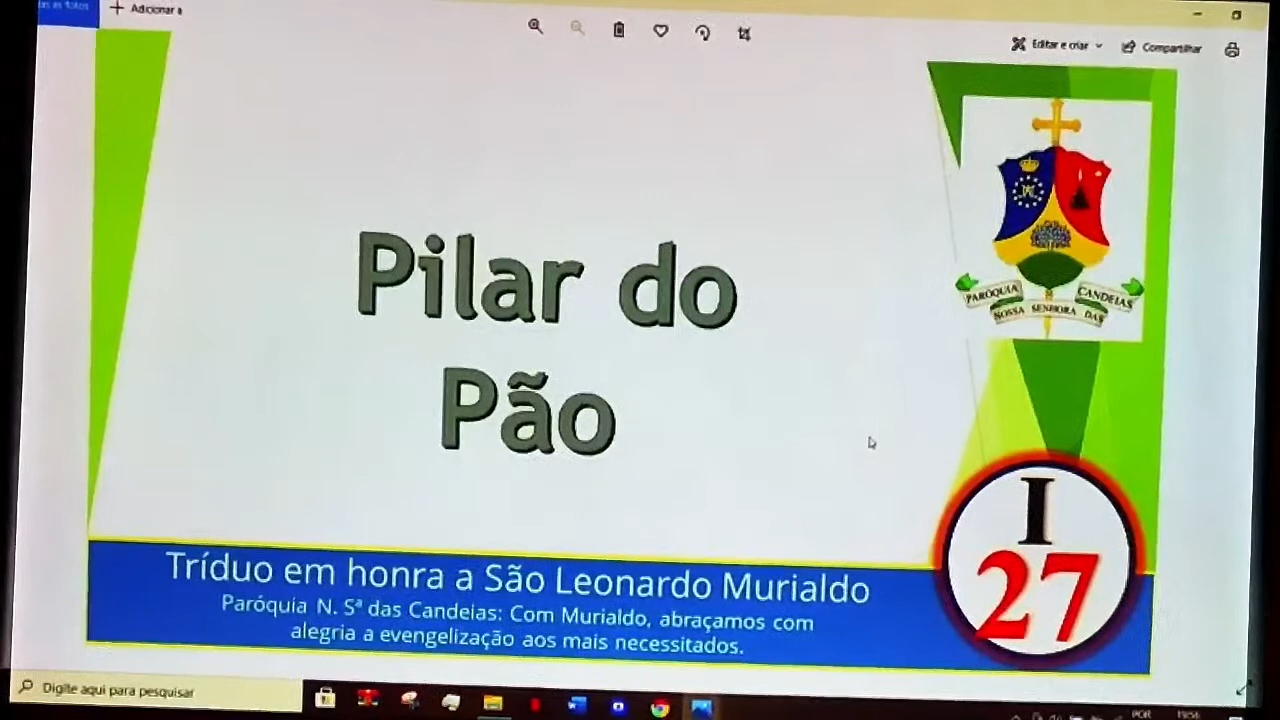 Adicionar a
Editar e criar
Compartilhar
Pilar do
Pão
PARÓQUIA
NOSSA SENHORA DAS
CANDEIAS
I
27
Tríduo em honra a São Leonardo Murialdo
Paróquia N. Sª das Candeias: Com Murialdo, abraçamos com
alegria a evengelização aos mais necessitados.
Digite aqui para pesquisar
POR